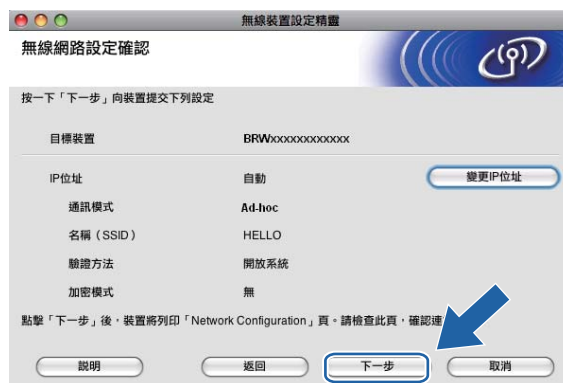 無線裝置設定精靈
無線網路設定確認
按一下「下一步」向裝置提交下列設定
目標裝置 BRWxxxxxxxxxxxx
IP位址 自動 變更IP位址
通訊模式 Ad-hoc
名稱（SSID） HELLO
驗證方法 開放系統
加密模式 無
點擊「下一步」後，裝置將列印「Network Configuration」頁。請檢查此頁，確認連
說明 返回 下一步 取消